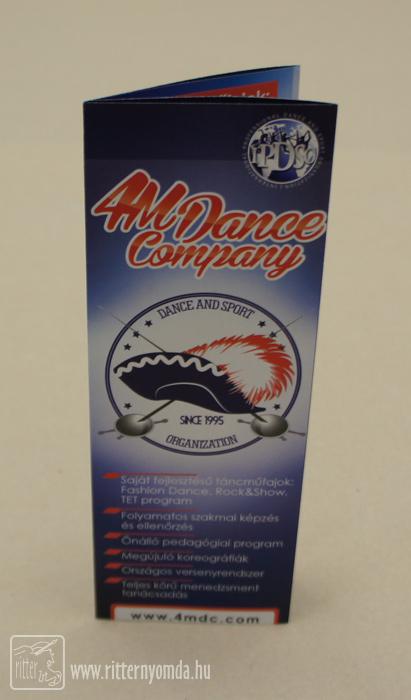 IPDSO
4M Dance
Company
DANCE AND SPORT
SINCE 1995
ORGANIZATION
Saját fejlesztésű táncműfajok:
Fashion Dance, Rock&Show,
TET program
Folyamatos szakmai képzés
és ellenőrzés
Önálló pedagógiai program
Megújuló koreográfiák
Országos versenyrendszer
Teljes körű menedzsment
tanácsadás
www.4mdc.com
ritter
www.ritternyomda.hu